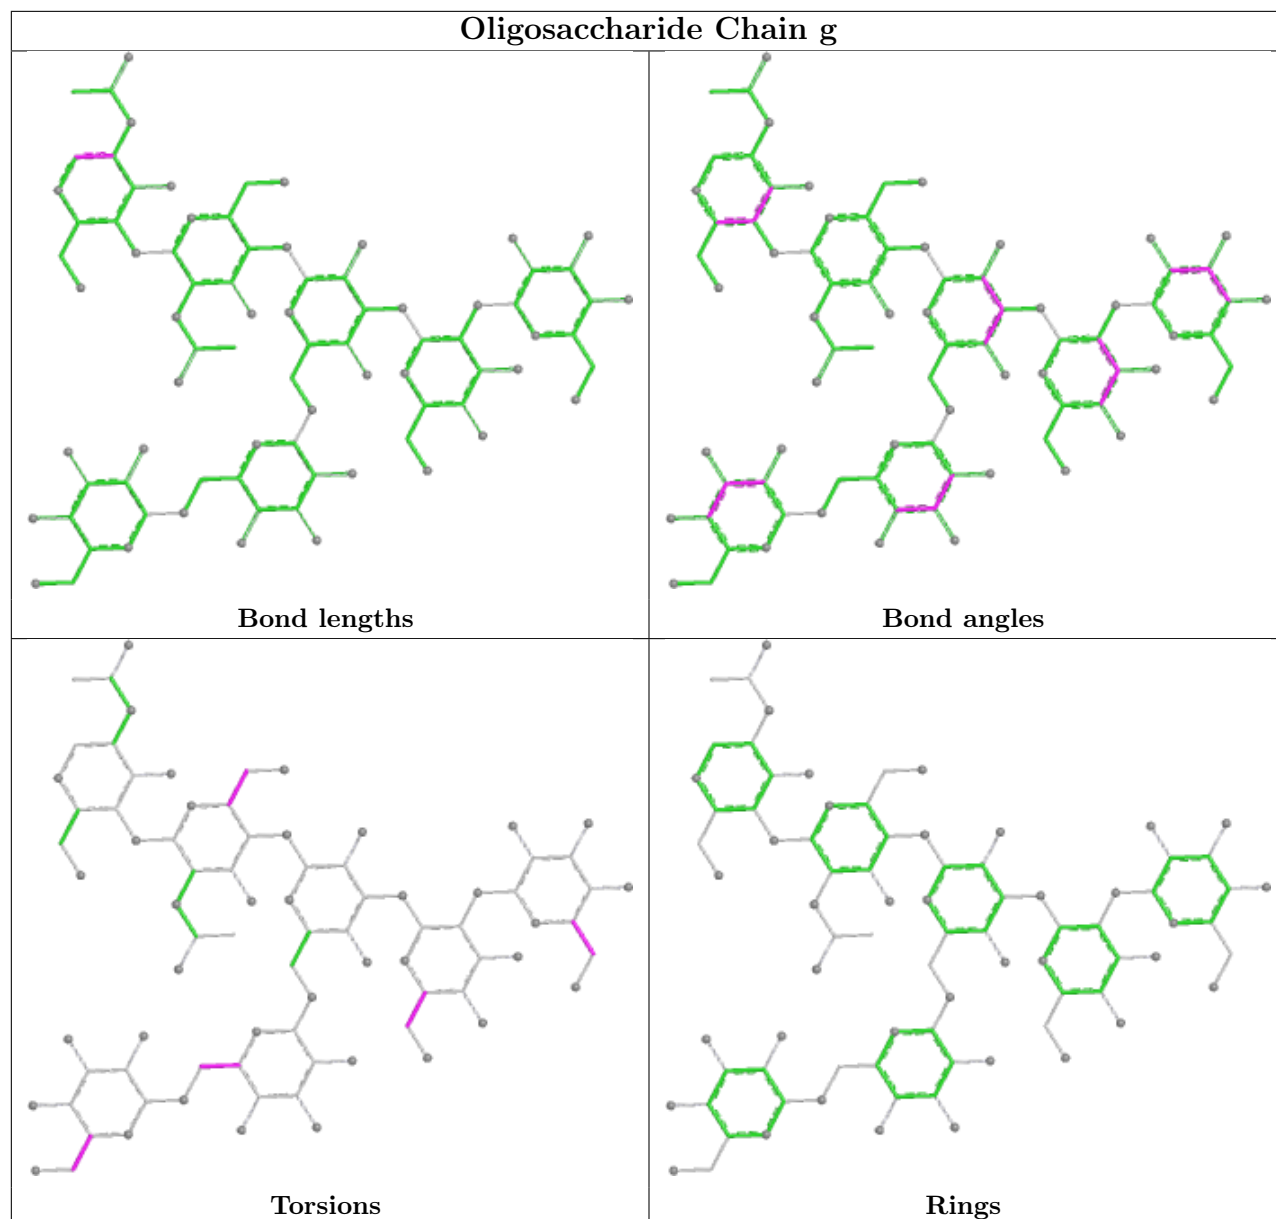 Oligosaccharide Chain g
Bond lengths
Bond angles
Torsions
Rings